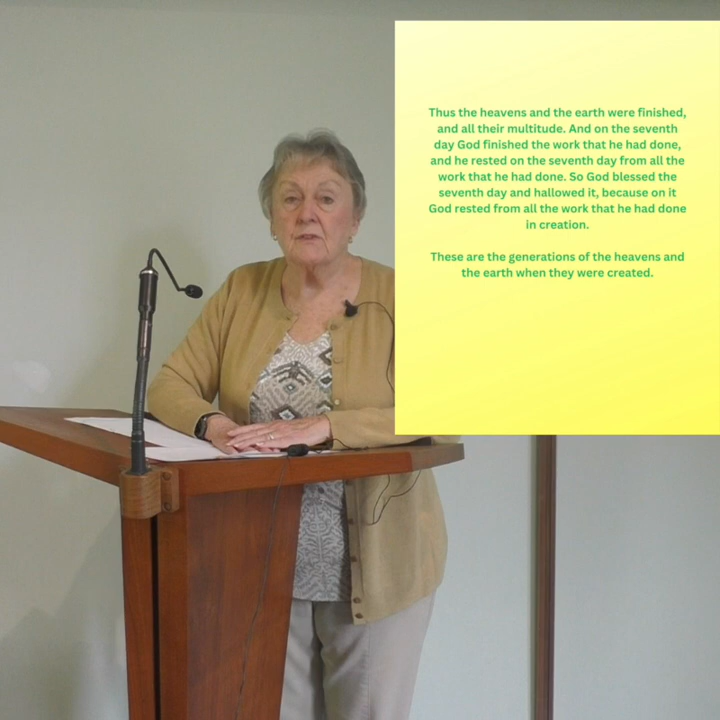 Thus the heavens and the earth were finished,
and all their multitude. And on the seventh
day God finished the work that he had done,
and he rested on the seventh day from all the
work that he had done. So God blessed the
seventh day and hallowed it, because on it
God rested from all the work that he had done
in creation.
These are the generations of the heavens and
the earth when they were created.